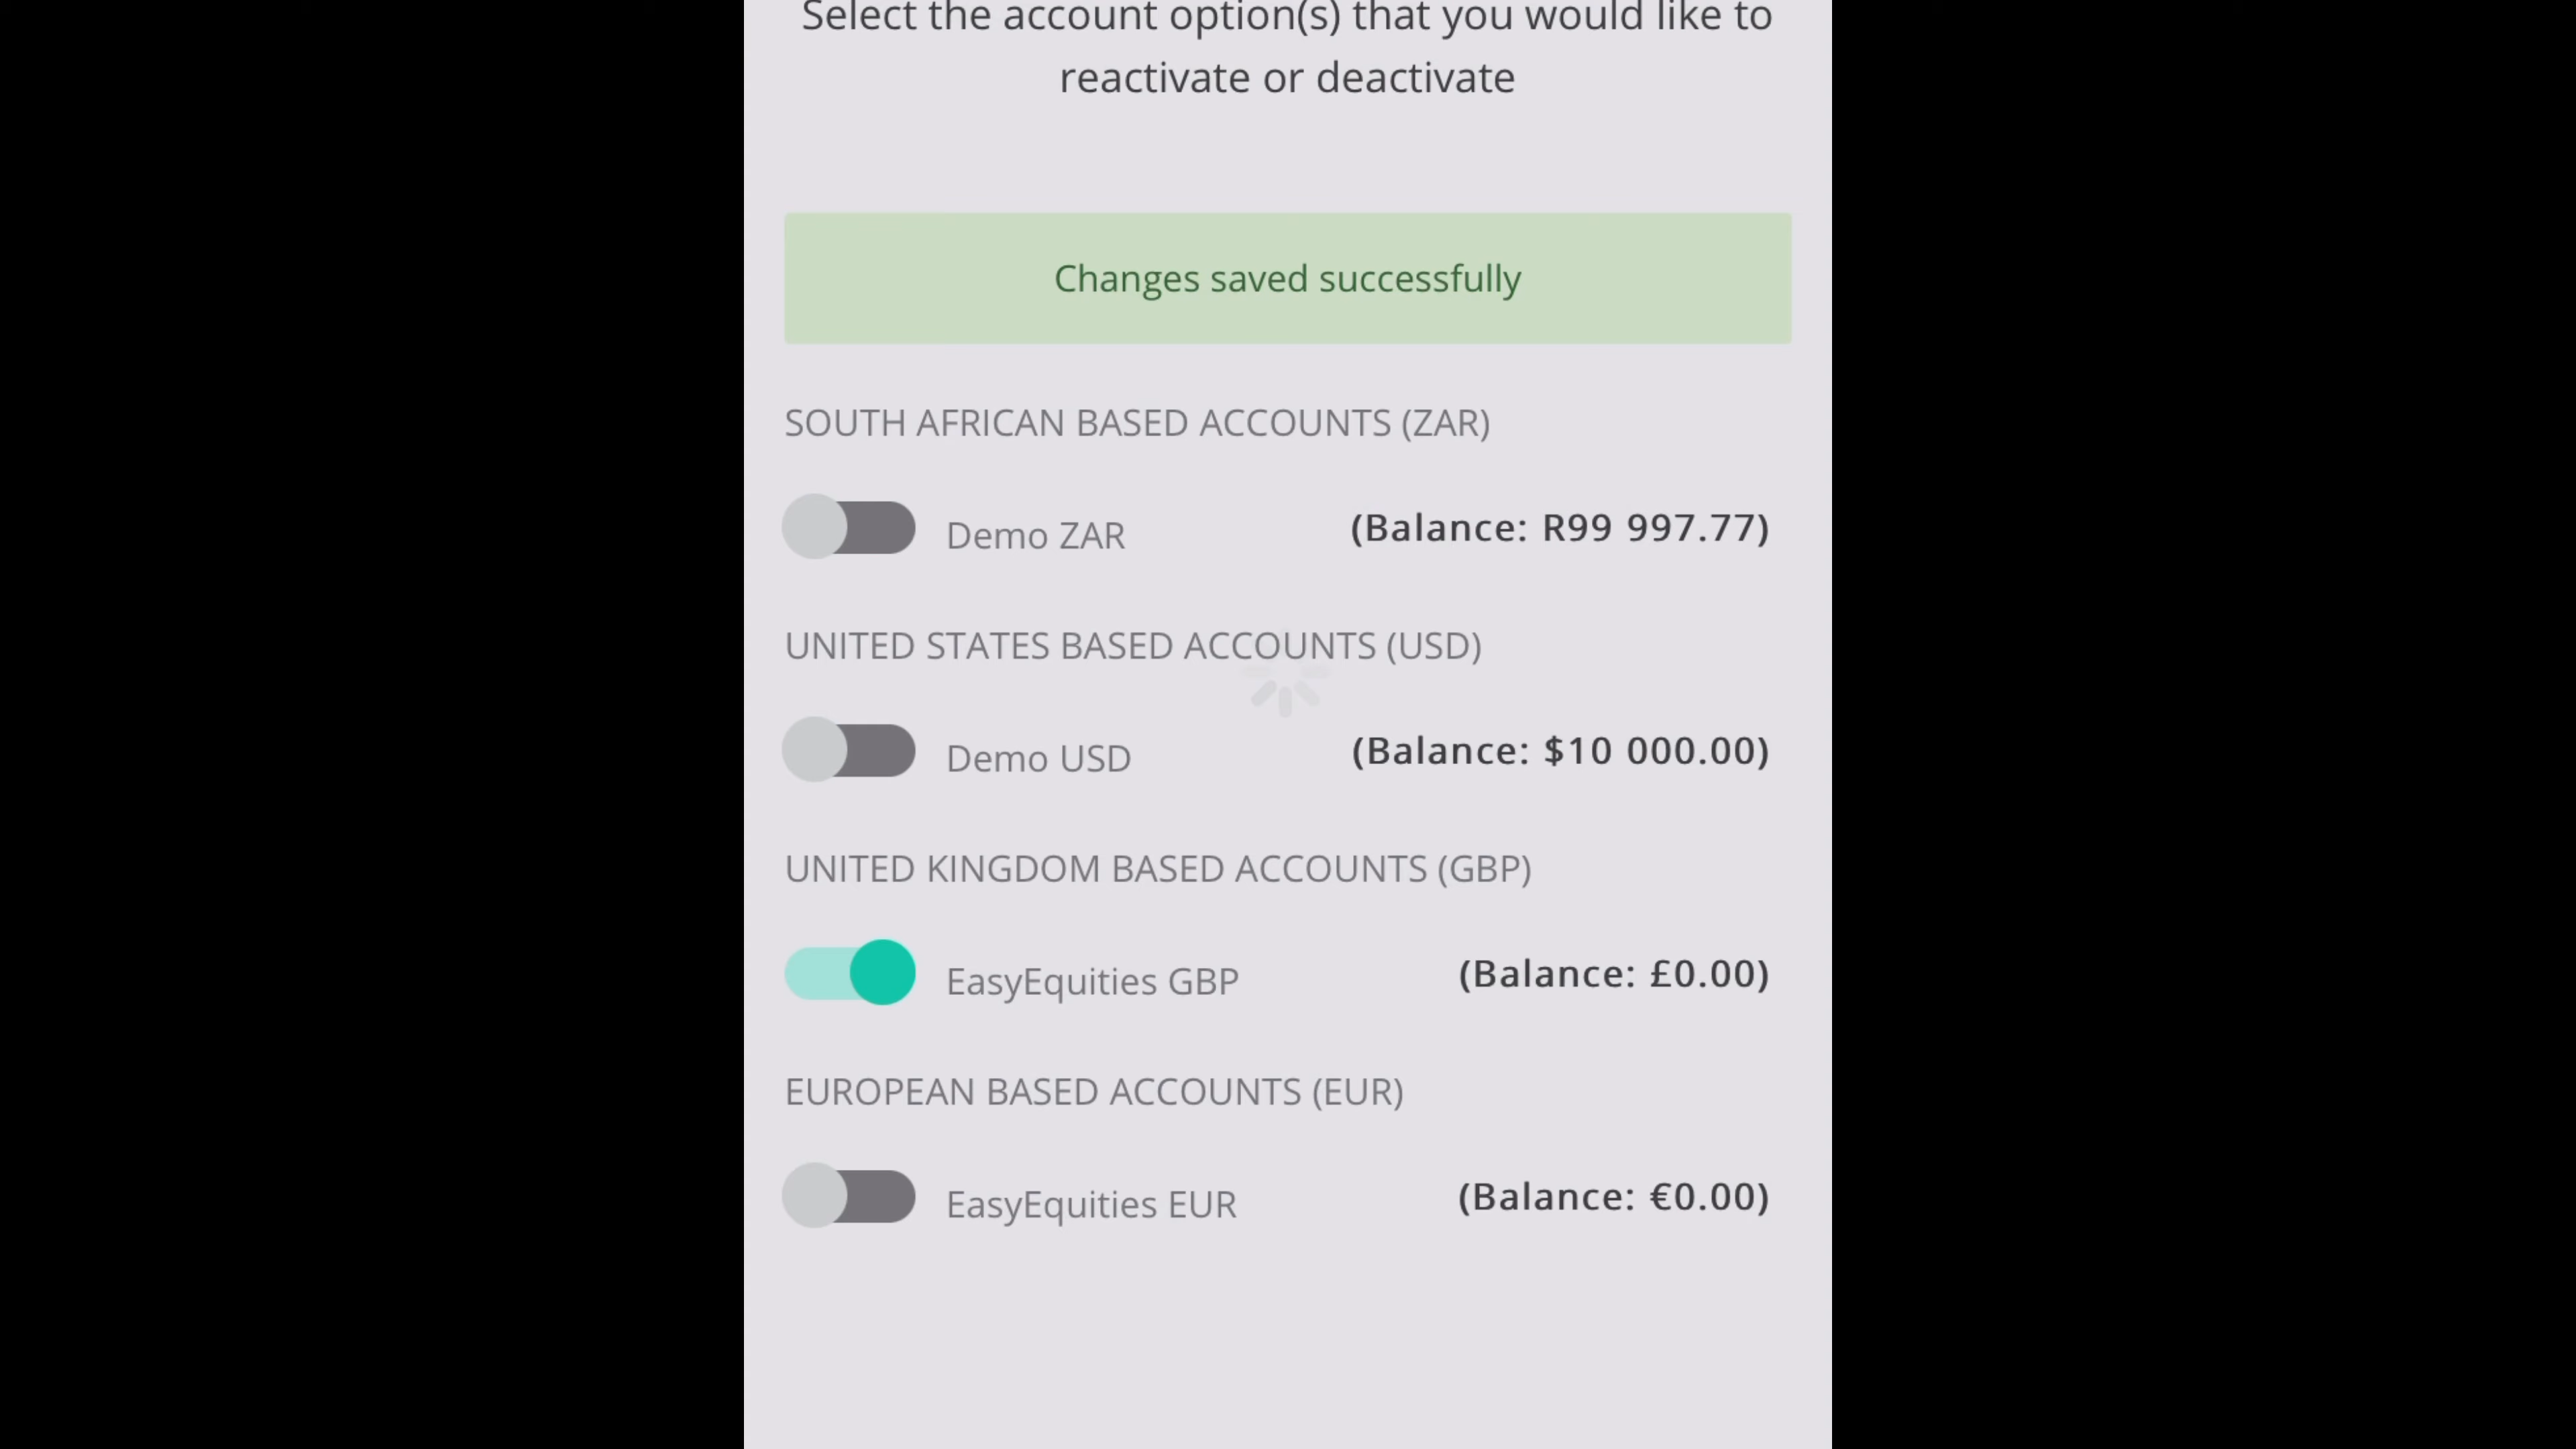 Select the account option(s) that you would like to
reactivate or deactivate
Changes saved successfully
SOUTH AFRICAN BASED ACCOUNTS (ZAR)
Demo ZAR (Balance: R99 997.77)
UNITED STATES BASED ACCOUNTS (USD)
Demo USD (Balance: $10 000.00)
UNITED KINGDOM BASED ACCOUNTS (GBP)
EasyEquities GBP (Balance: £0.00)
EUROPEAN BASED ACCOUNTS (EUR)
EasyEquities EUR (Balance: €0.00)